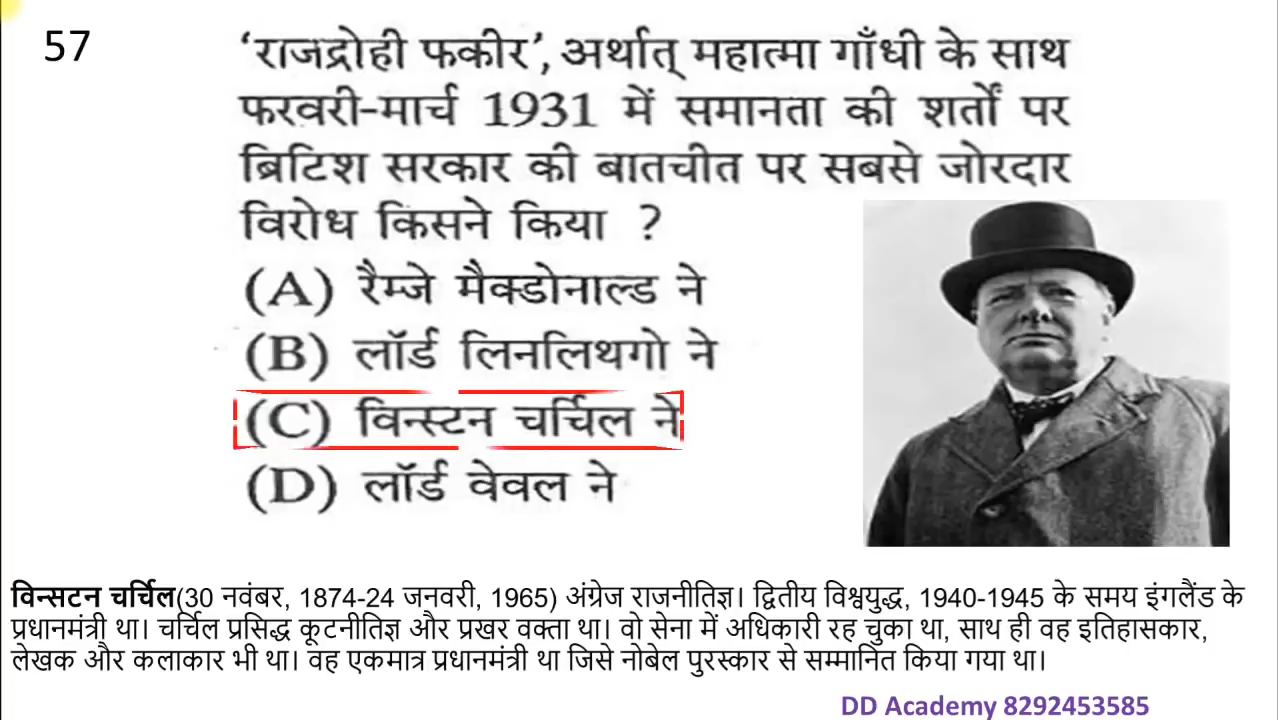 57
‘राजद्रोही फकीर’, अर्थात् महात्मा गाँधी के साथ
फरवरी-मार्च 1931 में समानता की शर्तों पर
ब्रिटिश सरकार की बातचीत पर सबसे जोरदार
विरोध किसने किया ?
(A) रैम्जे मैक्डोनाल्ड ने
(B) लॉर्ड लिनलिथगो ने
(C) विन्स्टन चर्चिल ने
(D) लॉर्ड वेवल ने
विन्सटन चर्चिल(30 नवंबर, 1874-24 जनवरी, 1965) अंग्रेज राजनीतिज्ञ। द्वितीय विश्वयुद्ध, 1940-1945 के समय इंगलैंड के
प्रधानमंत्री था। चर्चिल प्रसिद्ध कूटनीतिज्ञ और प्रखर वक्ता था। वो सेना में अधिकारी रह चुका था, साथ ही वह इतिहासकार,
लेखक और कलाकार भी था। वह एकमात्र प्रधानमंत्री था जिसे नोबेल पुरस्कार से सम्मानित किया गया था।
DD Academy 8292453585